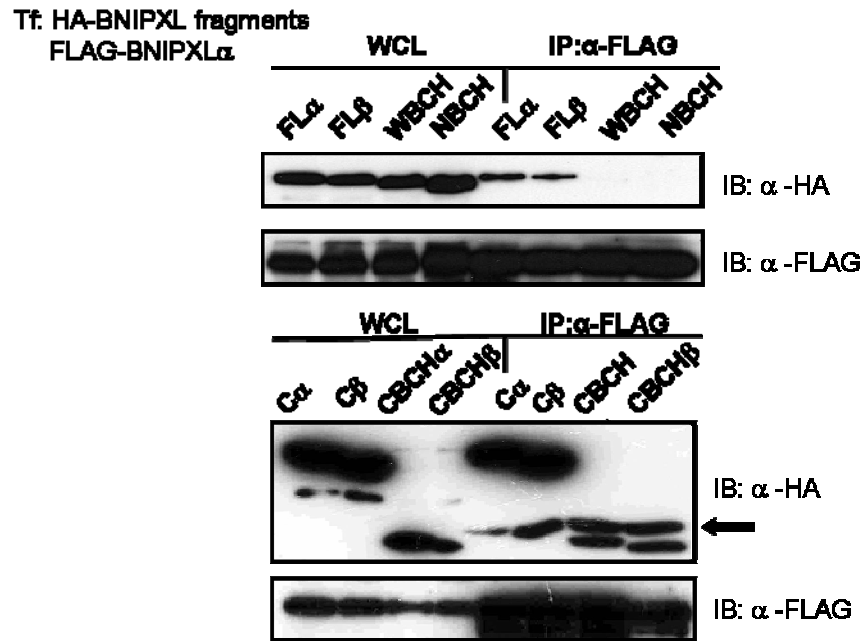 Tf: HA-BNIPXL fragments
FLAG-BNIPXLα
WCL IP:α-FLAG
FLα FLβ WBCH NBCH FLα FLβ WBCH NBCH
IB: α-HA
IB: α-FLAG
WCL IP:α-FLAG
Cα Cβ CBCHα CBCHβ Cα Cβ CBCH CBCHβ
IB: α-HA
IB: α-FLAG